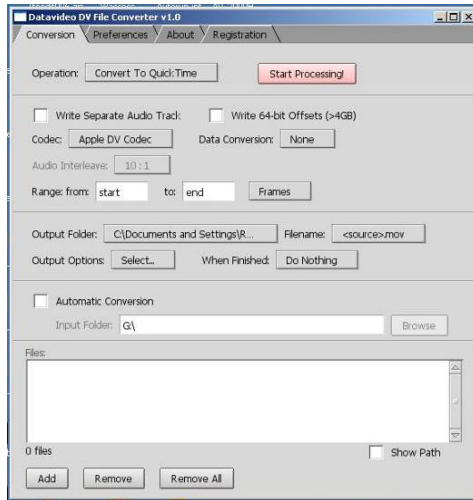 Datavideo DV File Converter v1.0
Conversion Preferences About Registration
Operation: Convert To QuickTime Start Processing!
Write Separate Audio Track Write 64-bit Offsets (>4GB)
Codec: Apple DV Codec Data Conversion: None
Audio Interleave: 10:1
Range: from: start to: end Frames
Output Folder: C:\Documents and Settings\R... Filename: <source>.mov
Output Options: Select... When Finished: Do Nothing
Automatic Conversion
Input Folder: G:\ Browse
Files:
0 files Show Path
Add Remove Remove All